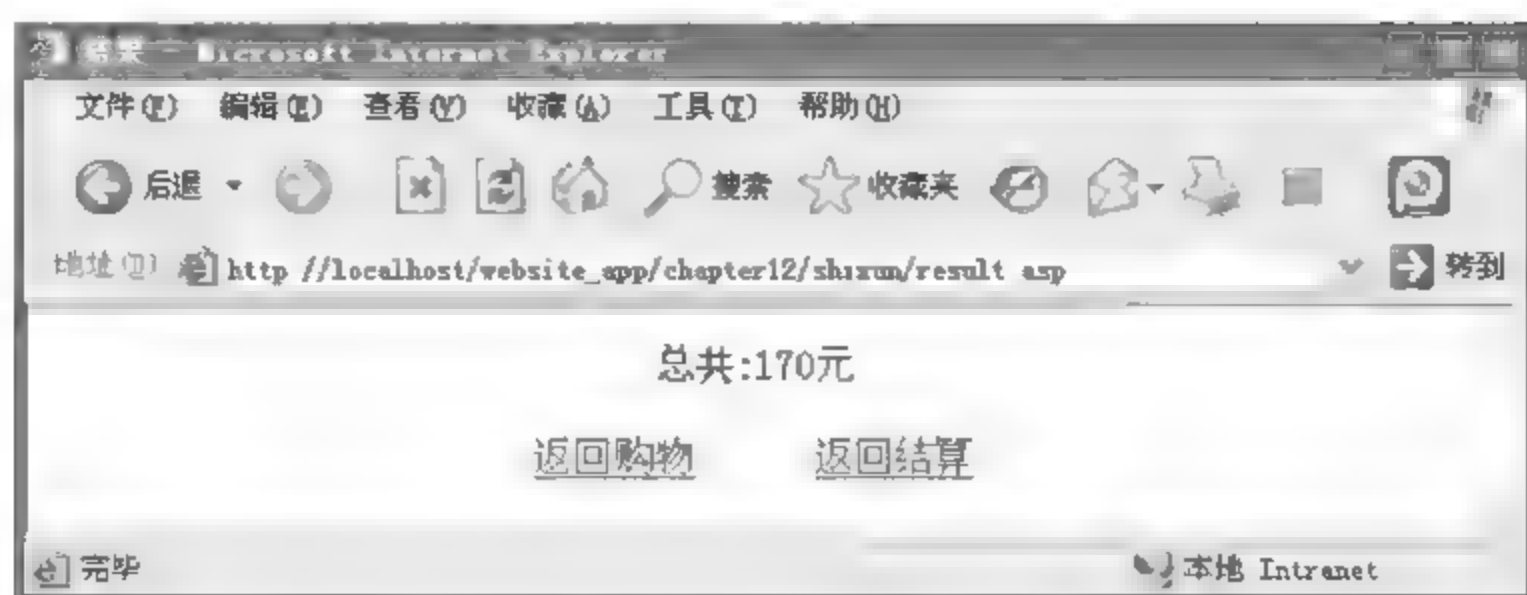 结果 - Microsoft Internet Explorer
文件(F) 编辑(E) 查看(V) 收藏(A) 工具(T) 帮助(H)
后退 搜索 收藏夹
地址(D) http //localhost/website_app/chapter12/shixun/result asp 转到
总共:170元
返回购物 返回结算
完毕 本地 Intranet